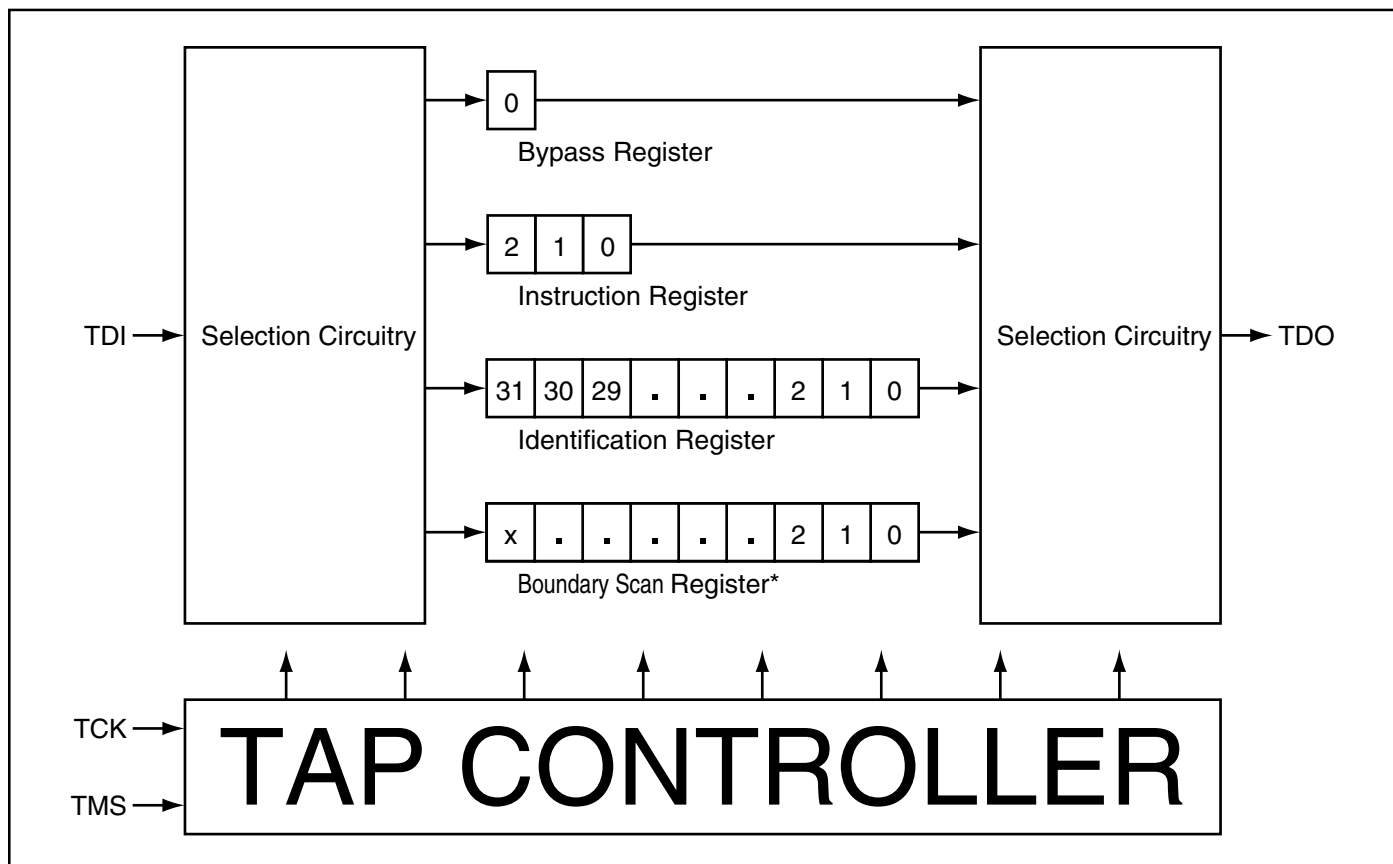 0
Bypass Register
2 1 0
Instruction Register
TDI
Selection Circuitry
Selection Circuitry
TDO
31 30 29 . . . 2 1 0
Identification Register
x . . . . . 2 1 0
Boundary Scan Register*
TCK
TMS
TAP CONTROLLER